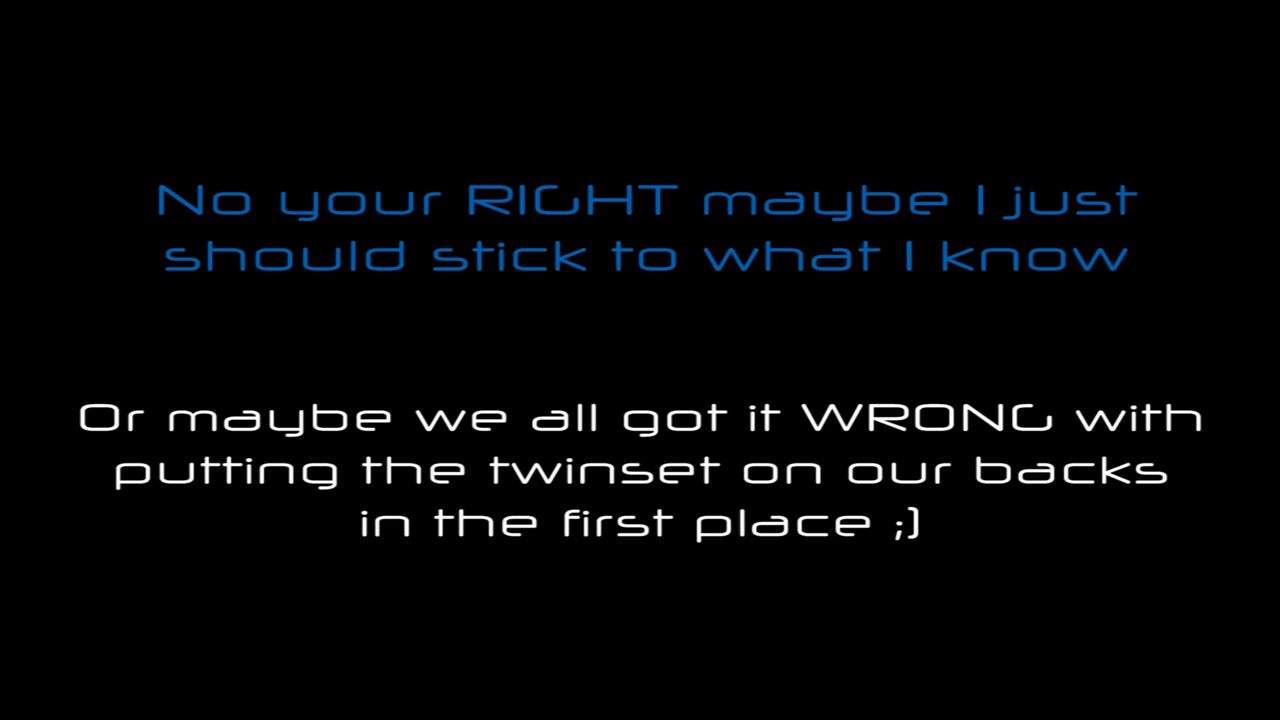 No your RIGHT maybe I just
should stick to what I know
Or maybe we all got it WRONG with
putting the twinset on our backs
in the first place ;)